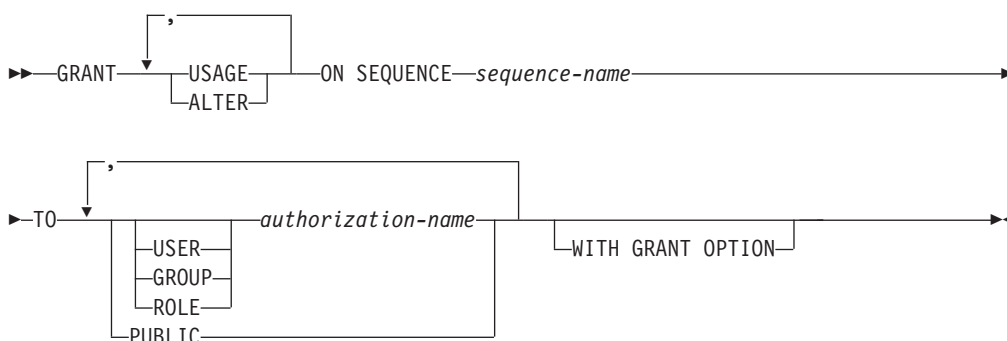 ,
GRANT USAGE ON SEQUENCE sequence-name
ALTER
,
TO authorization-name
USER WITH GRANT OPTION
GROUP
ROLE
PUBLIC